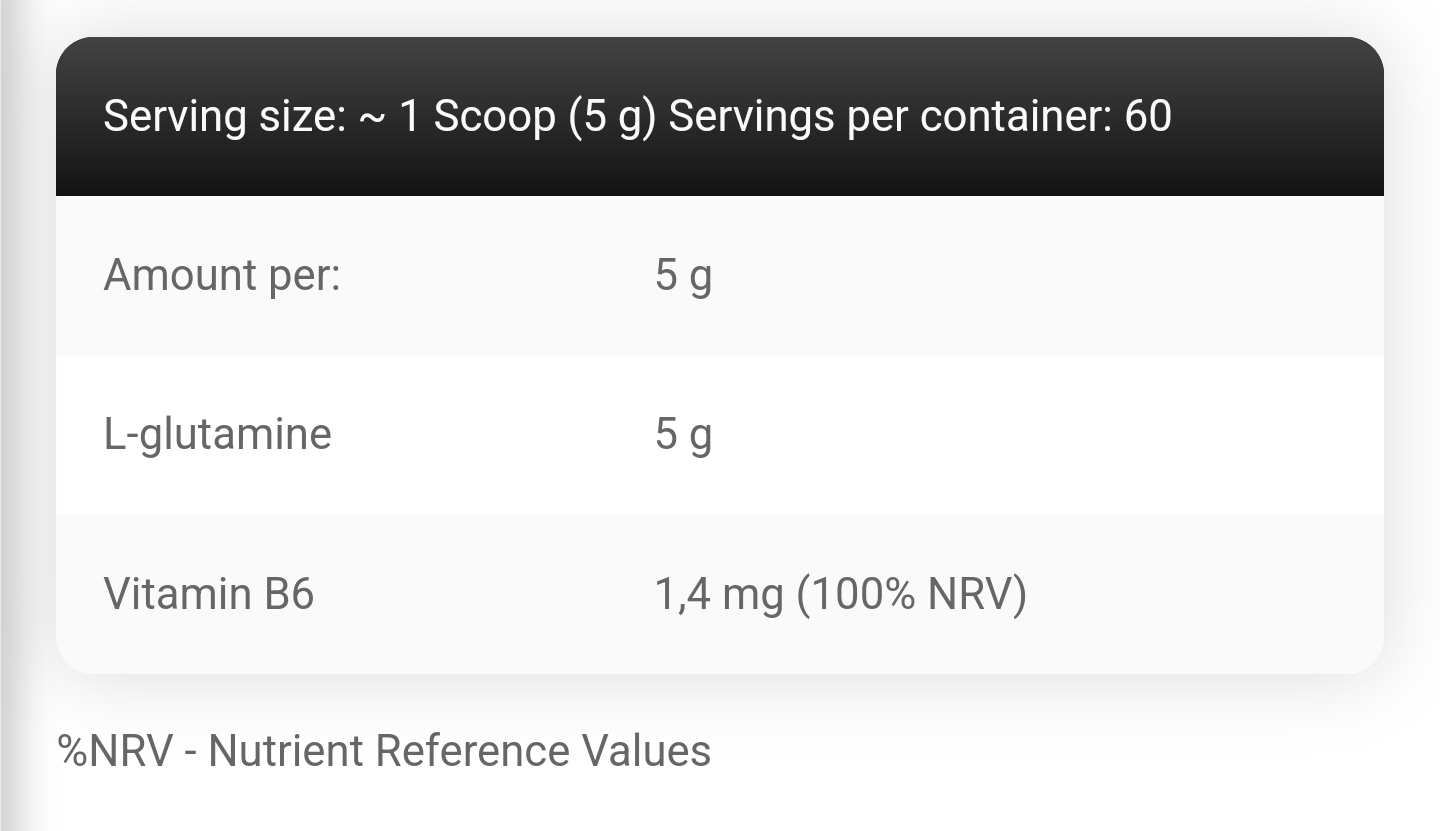 Serving size: ~ 1 Scoop (5 g) Servings per container: 60
Amount per: 5 g
L-glutamine 5 g
Vitamin B6 1,4 mg (100% NRV)
%NRV - Nutrient Reference Values